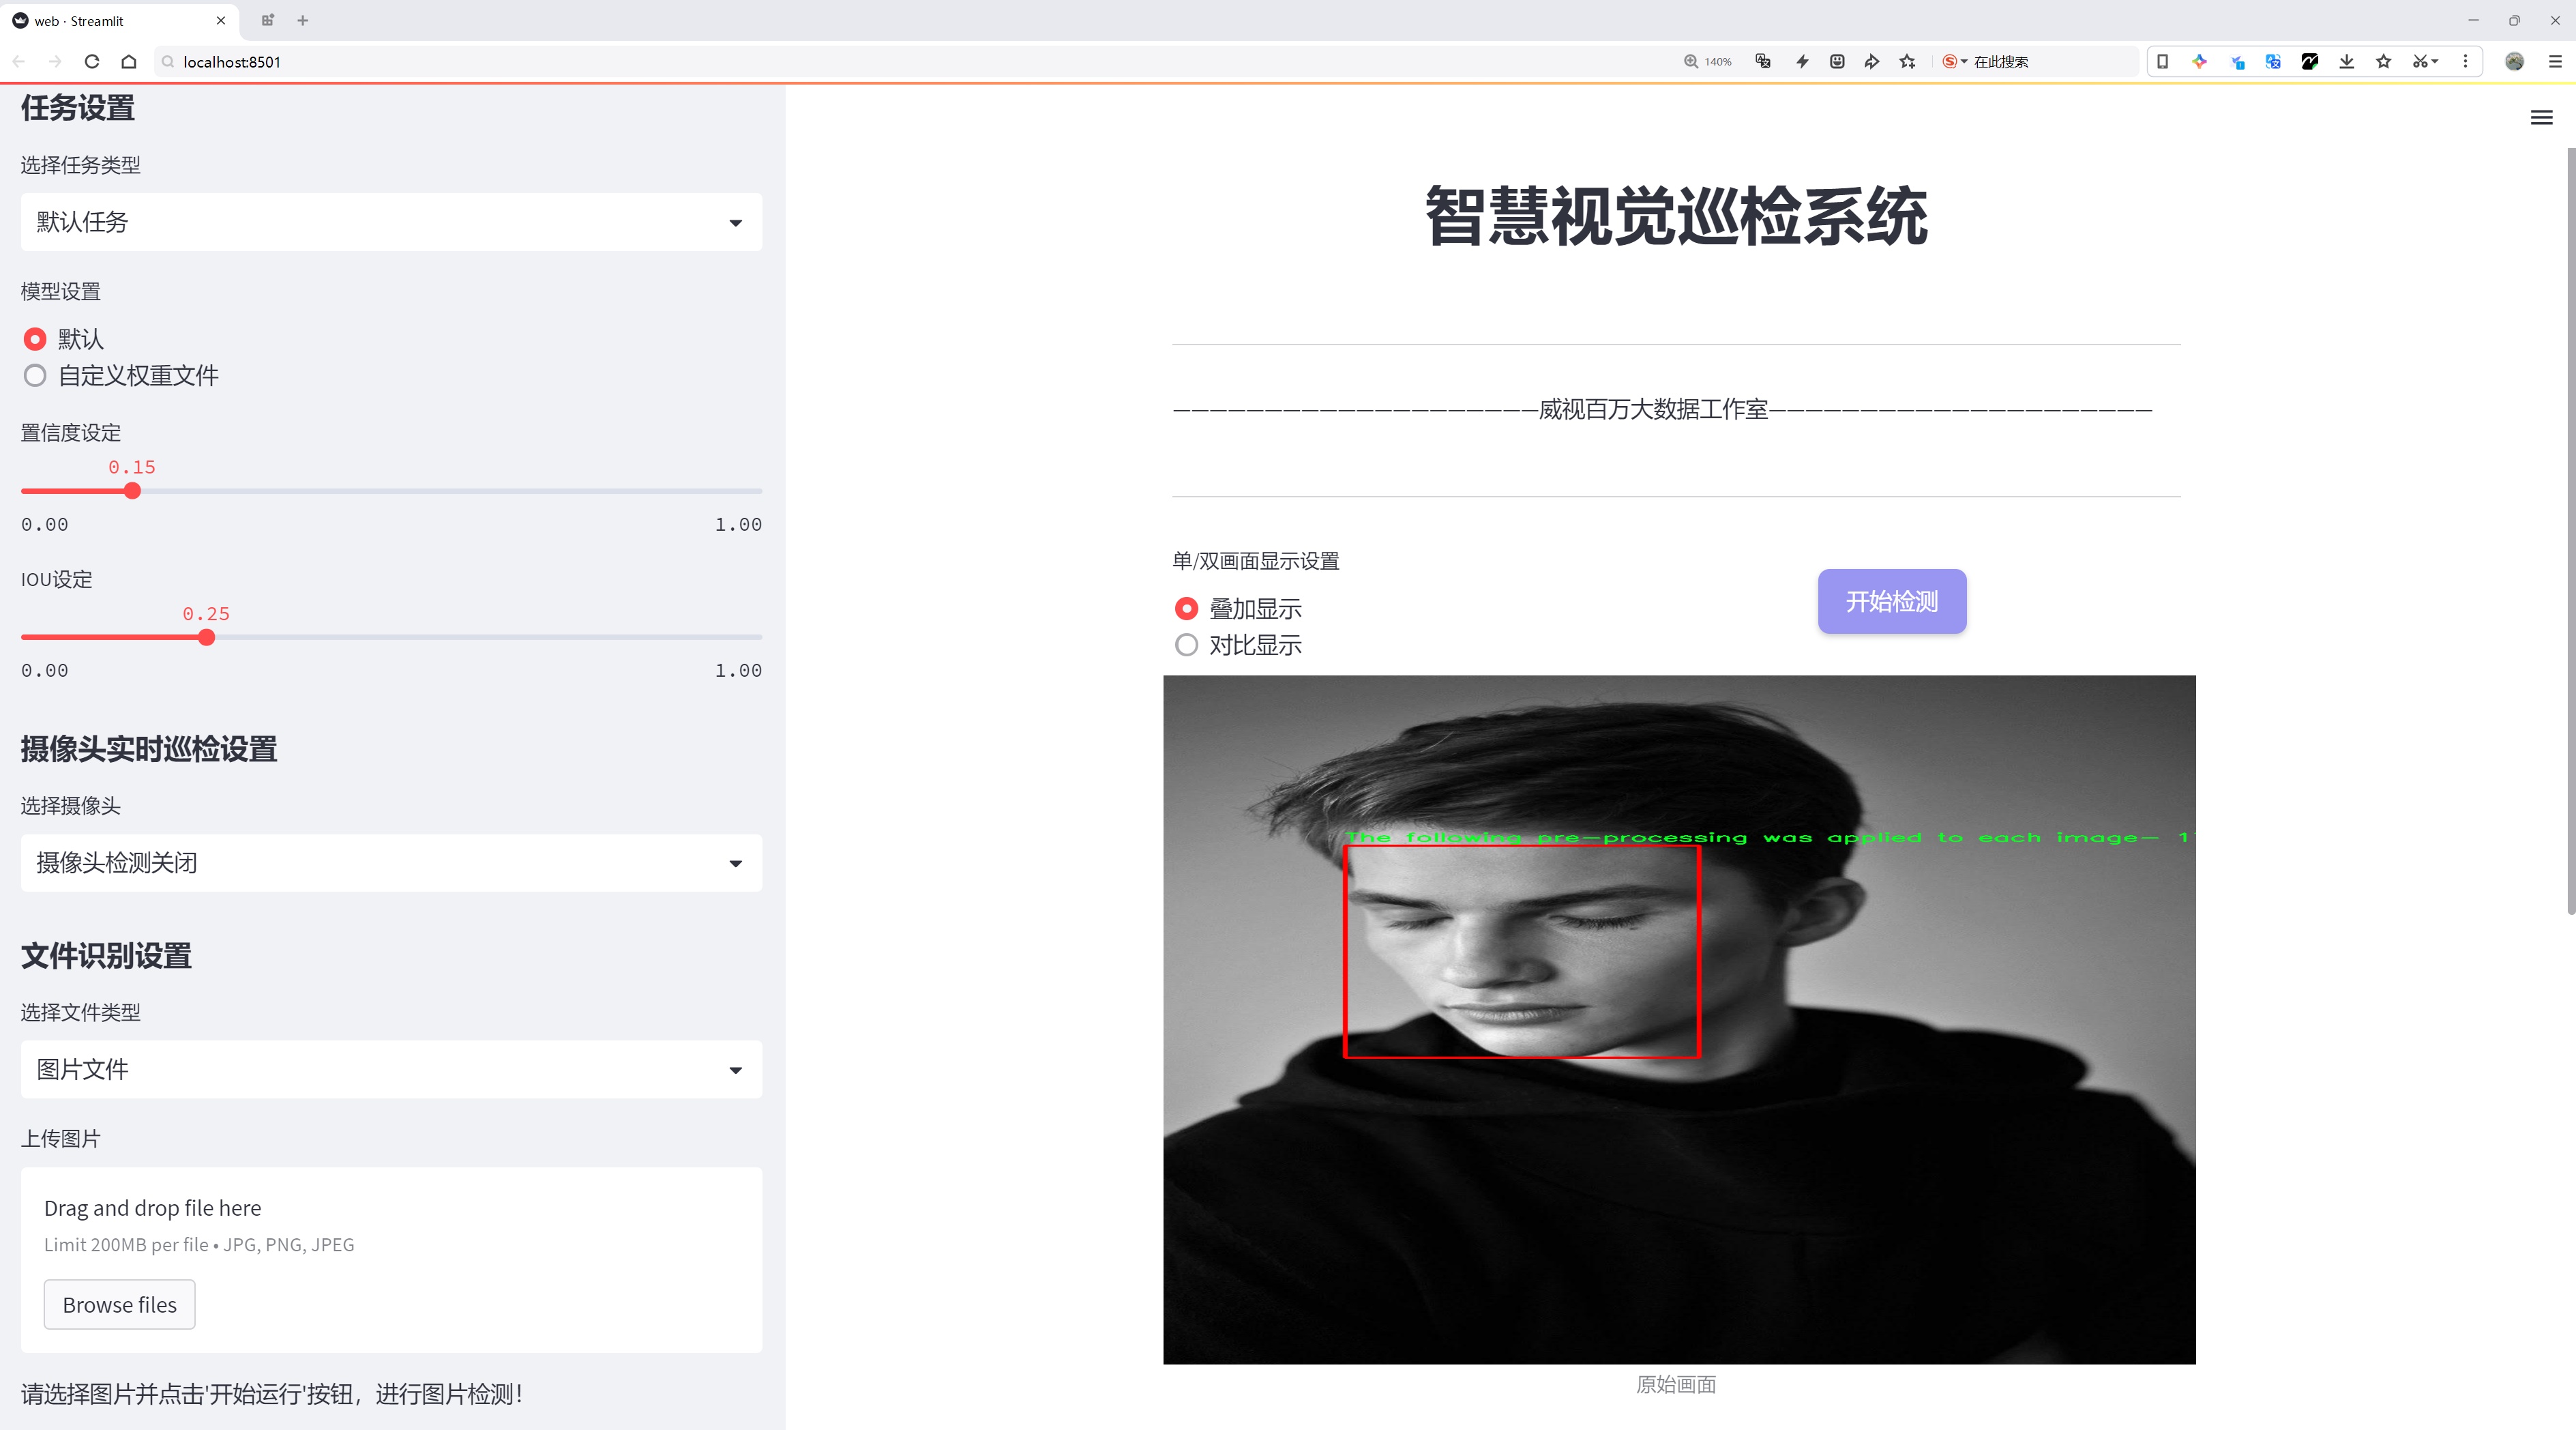 web · Streamlit
localhost:8501
140%
在此搜索
任务设置
选择任务类型
默认任务
模型设置
默认
自定义权重文件
置信度设定
0.15
0.00
1.00
IOU设定
0.25
0.00
1.00
摄像头实时巡检设置
选择摄像头
摄像头检测关闭
文件识别设置
选择文件类型
图片文件
上传图片
Drag and drop file here
Limit 200MB per file • JPG, PNG, JPEG
Browse files
请选择图片并点击'开始运行'按钮，进行图片检测！
智慧视觉巡检系统
————————————————————威视百万大数据工作室—————————————————————
单/双画面显示设置
叠加显示
对比显示
开始检测
The following pre-processing was applied to each image- 1
原始画面